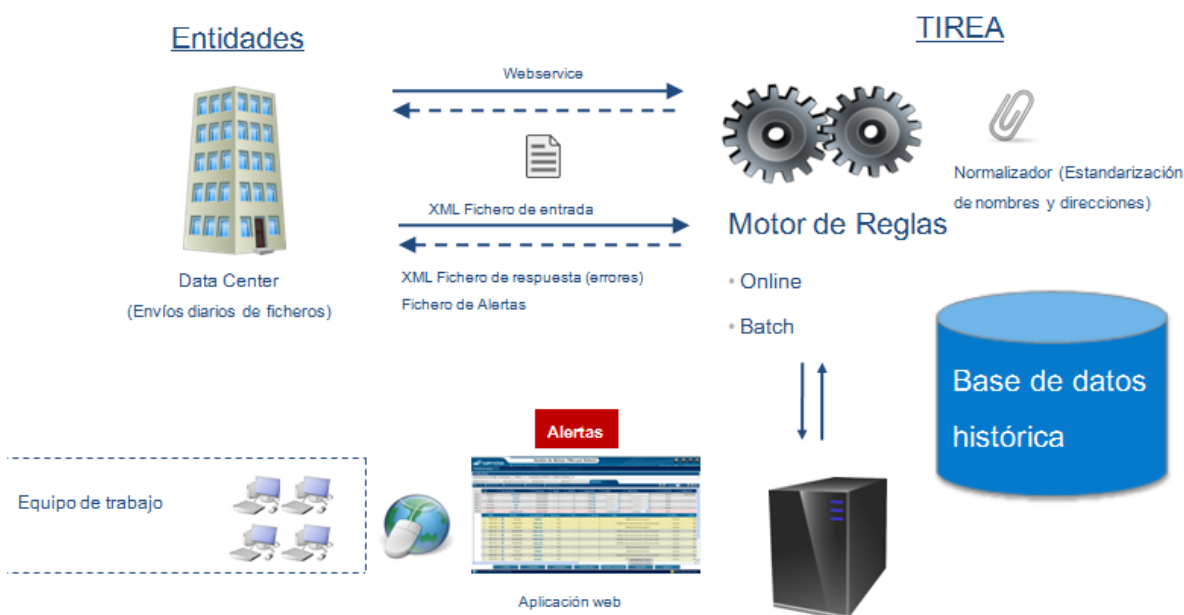 Entidades
TIREA
Webservice
Normalizador (Estandarización
de nombres y direcciones)
XML Fichero de entrada
Motor de Reglas
Data Center
(Envíos diarios de ficheros)
XML Fichero de respuesta (errores)
Fichero de Alertas
• Online
• Batch
Base de datos
histórica
Alertas
Equipo de trabajo
Aplicación web